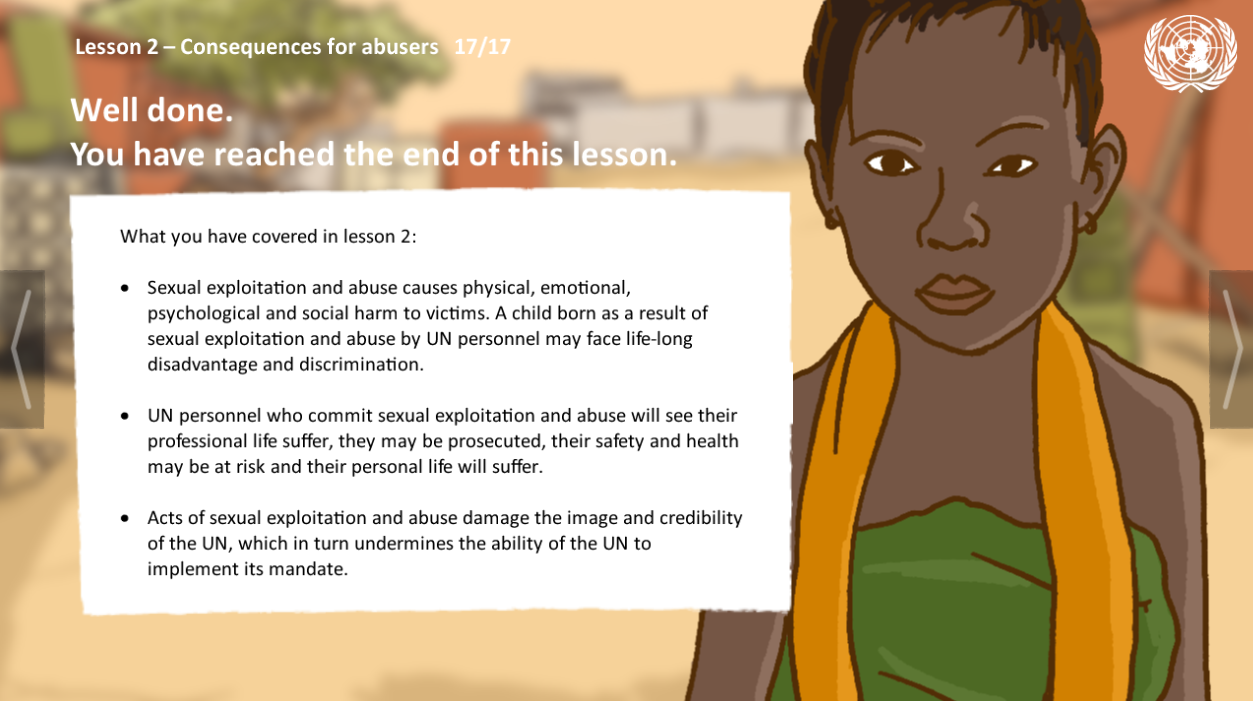 Lesson 2 – Consequences for abusers 17/17
Well done.
You have reached the end of this lesson.
What you have covered in lesson 2:
• Sexual exploitation and abuse causes physical, emotional,
psychological and social harm to victims. A child born as a result of
sexual exploitation and abuse by UN personnel may face life-long
disadvantage and discrimination.
• UN personnel who commit sexual exploitation and abuse will see their
professional life suffer, they may be prosecuted, their safety and health
may be at risk and their personal life will suffer.
• Acts of sexual exploitation and abuse damage the image and credibility
of the UN, which in turn undermines the ability of the UN to
implement its mandate.